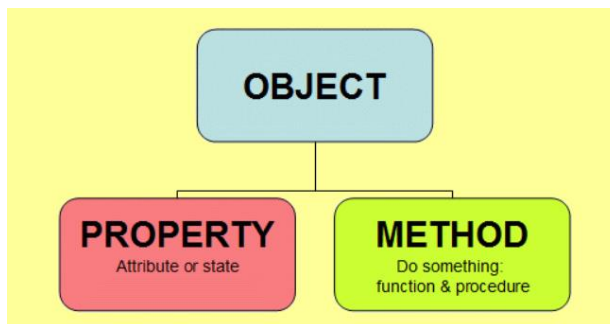 OBJECT
PROPERTY
Attribute or state
METHOD
Do something:
function & procedure